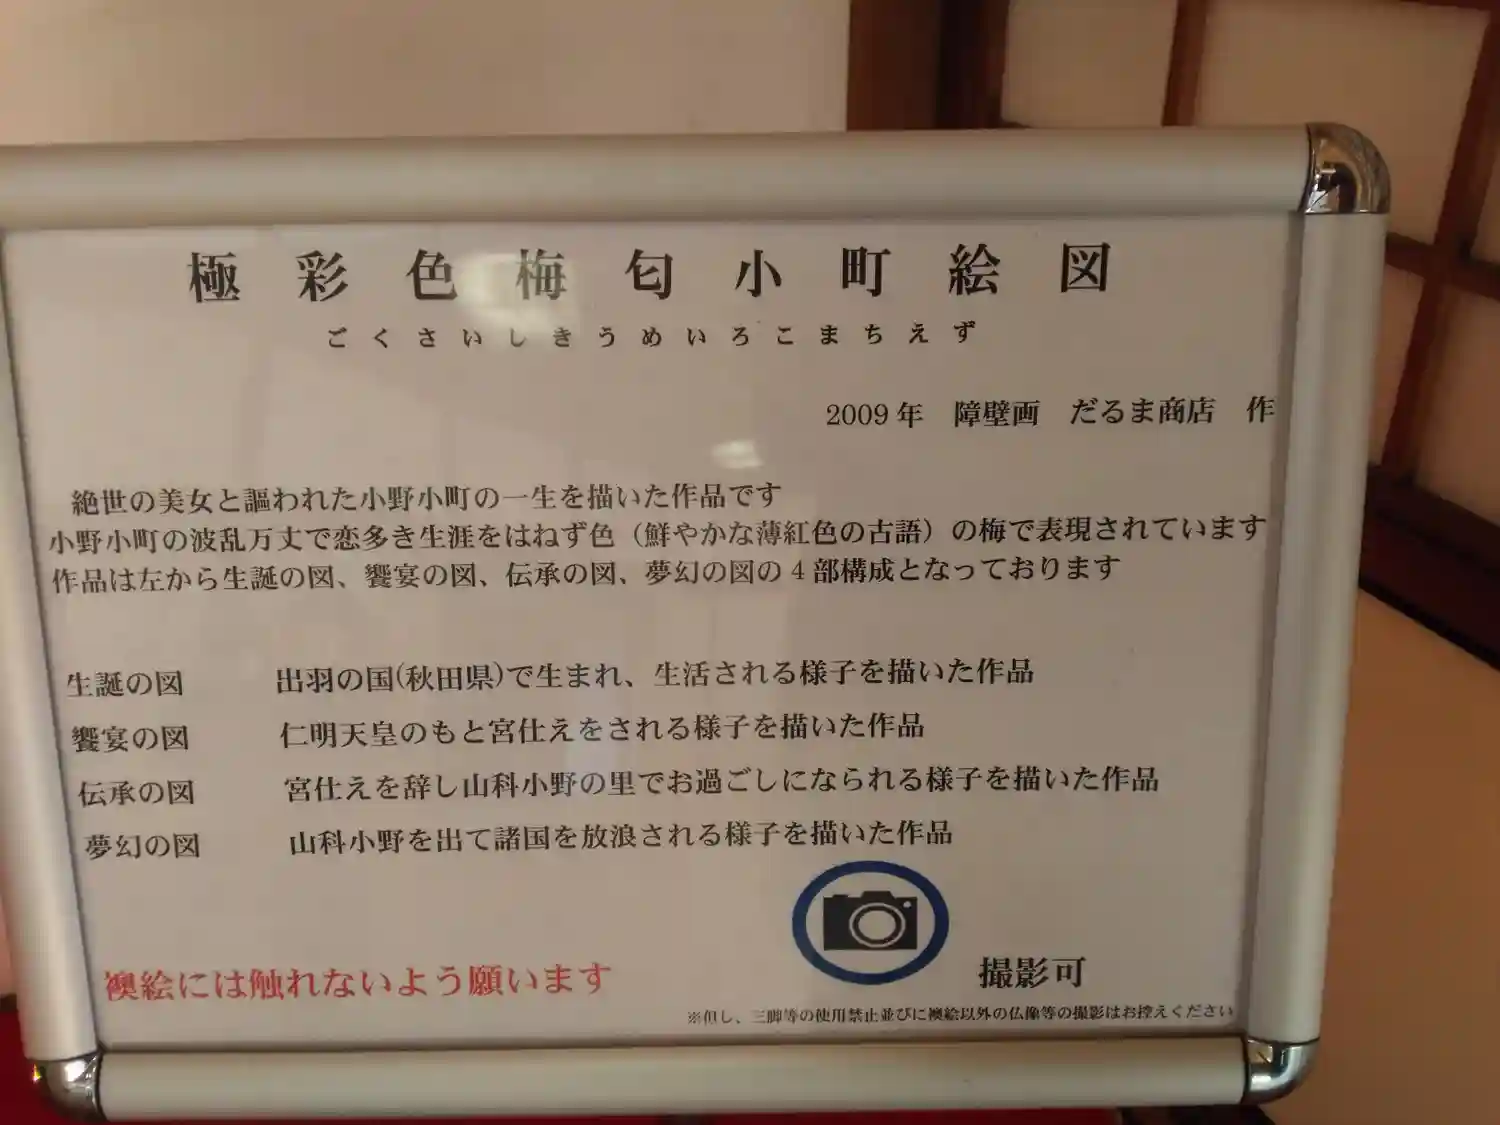 極彩色梅匂小町絵図
ごくさいしきうめいろこまちえず
2009年　障壁画　だるま商店　作
絶世の美女と謳われた小野小町の一生を描いた作品です
小野小町の波乱万丈で恋多き生涯をはねず色（鮮やかな薄紅色の古語）の梅で表現されています
作品は左から生誕の図、饗宴の図、伝承の図、夢幻の図の4部構成となっております
生誕の図　出羽の国(秋田県)で生まれ、生活される様子を描いた作品
饗宴の図　仁明天皇のもと宮仕えをされる様子を描いた作品
伝承の図　宮仕えを辞し山科小野の里でお過ごしになられる様子を描いた作品
夢幻の図　山科小野を出て諸国を放浪される様子を描いた作品
襖絵には触れないよう願います
撮影可
※但し、三脚等の使用禁止並びに襖絵以外の仏像等の撮影はお控えください